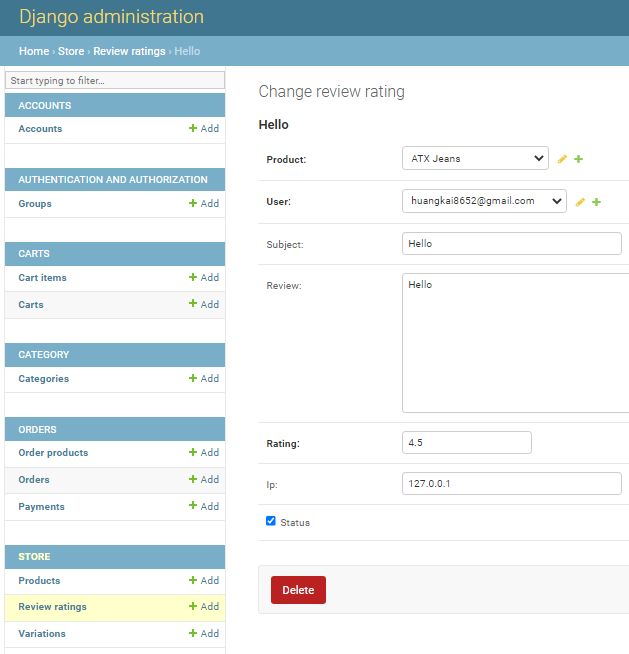 Django administration
Home › Store › Review ratings › Hello
Start typing to filter...
ACCOUNTS
Accounts + Add
AUTHENTICATION AND AUTHORIZATION
Groups + Add
CARTS
Cart items + Add
Carts + Add
CATEGORY
Categories + Add
ORDERS
Order products + Add
Orders + Add
Payments + Add
STORE
Products + Add
Review ratings + Add
Variations + Add
Change review rating
Hello
Product: ATX Jeans
User: huangkai8652@gmail.com
Subject: Hello
Review: Hello
Rating: 4.5
Ip: 127.0.0.1
Status
Delete